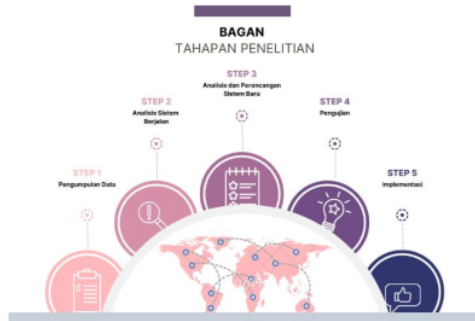 BAGAN
TAHAPAN PENELITIAN
STEP 1
Pengumpulan Data
STEP 2
Analisis Sistem
Berjalan
STEP 3
Analisis dan Perancangan
Sistem Baru
STEP 4
Pengujian
STEP 5
Implementasi